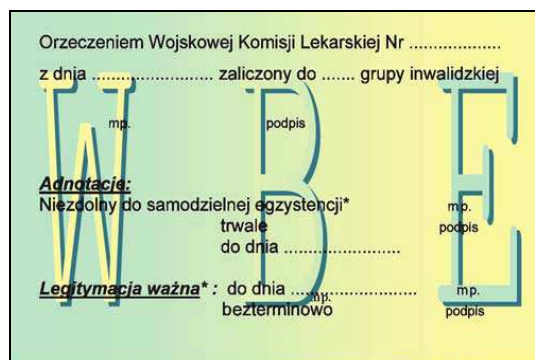 Orzeczeniem Wojskowej Komisji Lekarskiej Nr ....................
z dnia ........................ zaliczony do ....... grupy inwalidzkiej
W B E
mp. podpis
Adnotacje:
Niezdolny do samodzielnej egzystencji* mp.
trwale podpis
do dnia .......................
Legitymacja ważna* : do dnia ......................... mp.
mp.
bezterminowo podpis